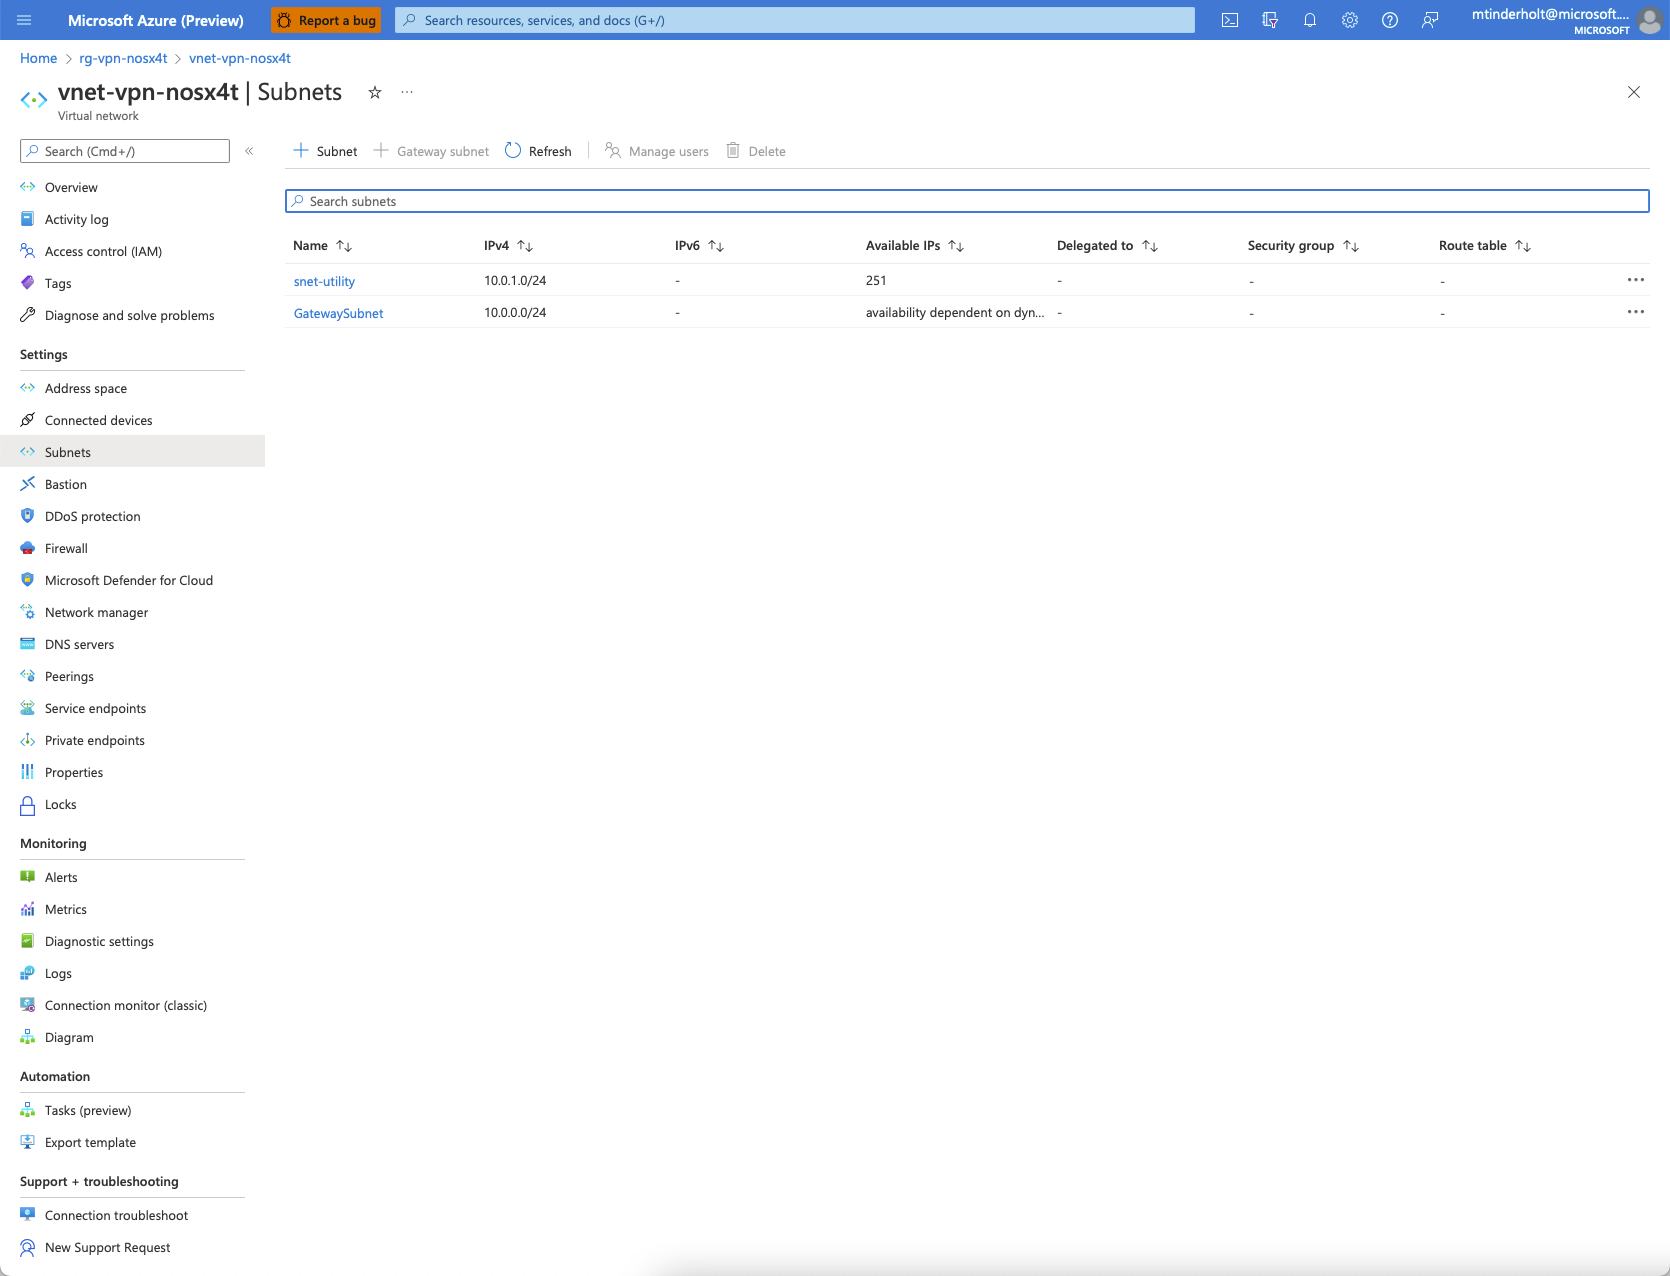 Microsoft Azure (Preview)
Report a bug
Search resources, services, and docs (G+/)
mtinderholt@microsoft....
MICROSOFT
Home > rg-vpn-nosx4t > vnet-vpn-nosx4t
vnet-vpn-nosx4t | Subnets
Virtual network
Search (Cmd+/)
Subnet
Gateway subnet
Refresh
Manage users
Delete
Overview
Activity log
Access control (IAM)
Tags
Diagnose and solve problems
Settings
Address space
Connected devices
Subnets
Bastion
DDoS protection
Firewall
Microsoft Defender for Cloud
Network manager
DNS servers
Peerings
Service endpoints
Private endpoints
Properties
Locks
Monitoring
Alerts
Metrics
Diagnostic settings
Logs
Connection monitor (classic)
Diagram
Automation
Tasks (preview)
Export template
Support + troubleshooting
Connection troubleshoot
New Support Request
Search subnets
Name IPv4 IPv6 Available IPs Delegated to Security group Route table
snet-utility 10.0.1.0/24 - 251 - - -
GatewaySubnet 10.0.0.0/24 - availability dependent on dyn... - - -